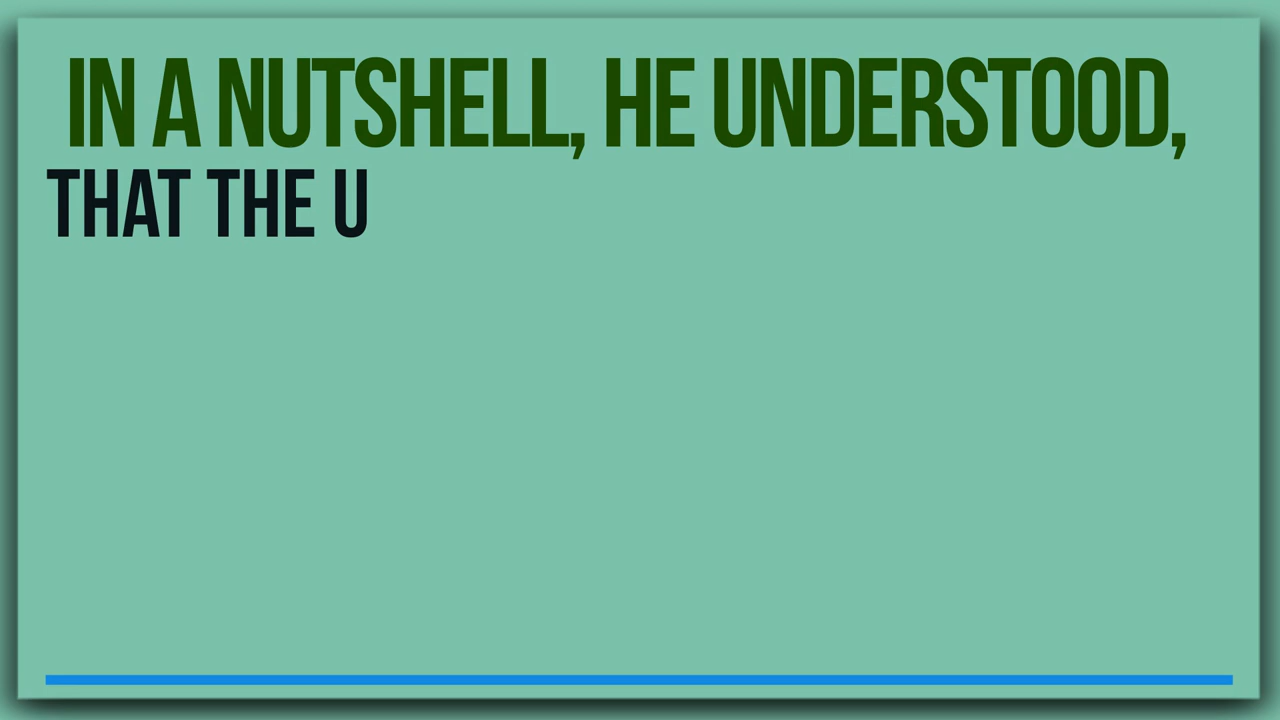 IN A NUTSHELL, HE UNDERSTOOD,
THAT THE U